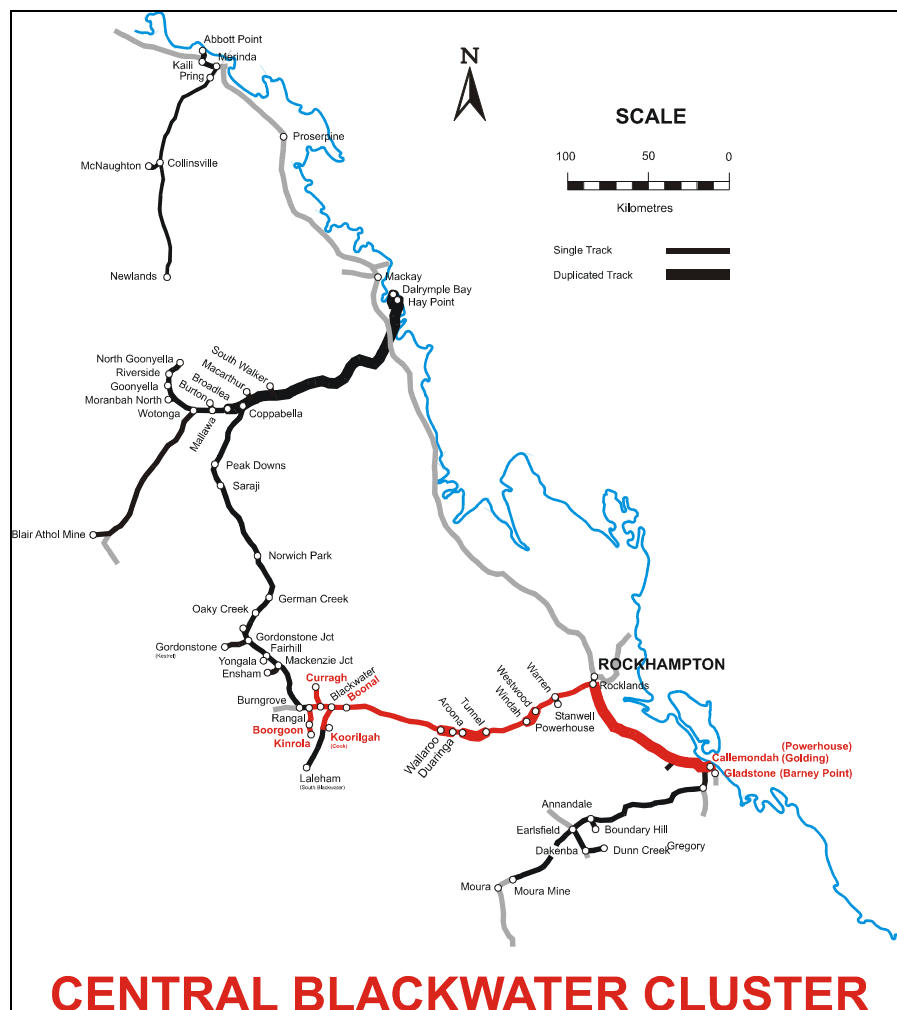 Abbott Point
Merinda
Kaili
Pring
N
SCALE
100 50 0
Kilometres
Single Track
Duplicated Track
Proserpine
McNaughton
Collinsville
Newlands
Mackay
Dalrymple Bay
Hay Point
North Goonyella
Riverside
Goonyella
Moranbah North
Wotonga
Mallawa
Burton
Broadlea
Macarthur
South Walker
Coppabella
Peak Downs
Saraji
Blair Athol Mine
Norwich Park
German Creek
Oaky Creek
Gordonstone Jct
Gordonstone
(Kestrel)
Fairhill
Yongala
Mackenzie Jct
Ensham
Curragh
Blackwater
Boonal
Burngrove
Rangal
Boorgoon
Kinrola
Koorilgah
(Cook)
Laleham
(South Blackwater)
Wallaroo
Aroona
Duaringa
Tunnel
Windah
Westwood
Warren
Stanwell
Powerhouse
ROCKHAMPTON
Rocklands
(Powerhouse)
Callemondah (Golding)
Gladstone (Barney Point)
Annandale
Earlsfield
Boundary Hill
Dakenba
Dunn Creek
Gregory
Moura
Moura Mine
CENTRAL BLACKWATER CLUSTER